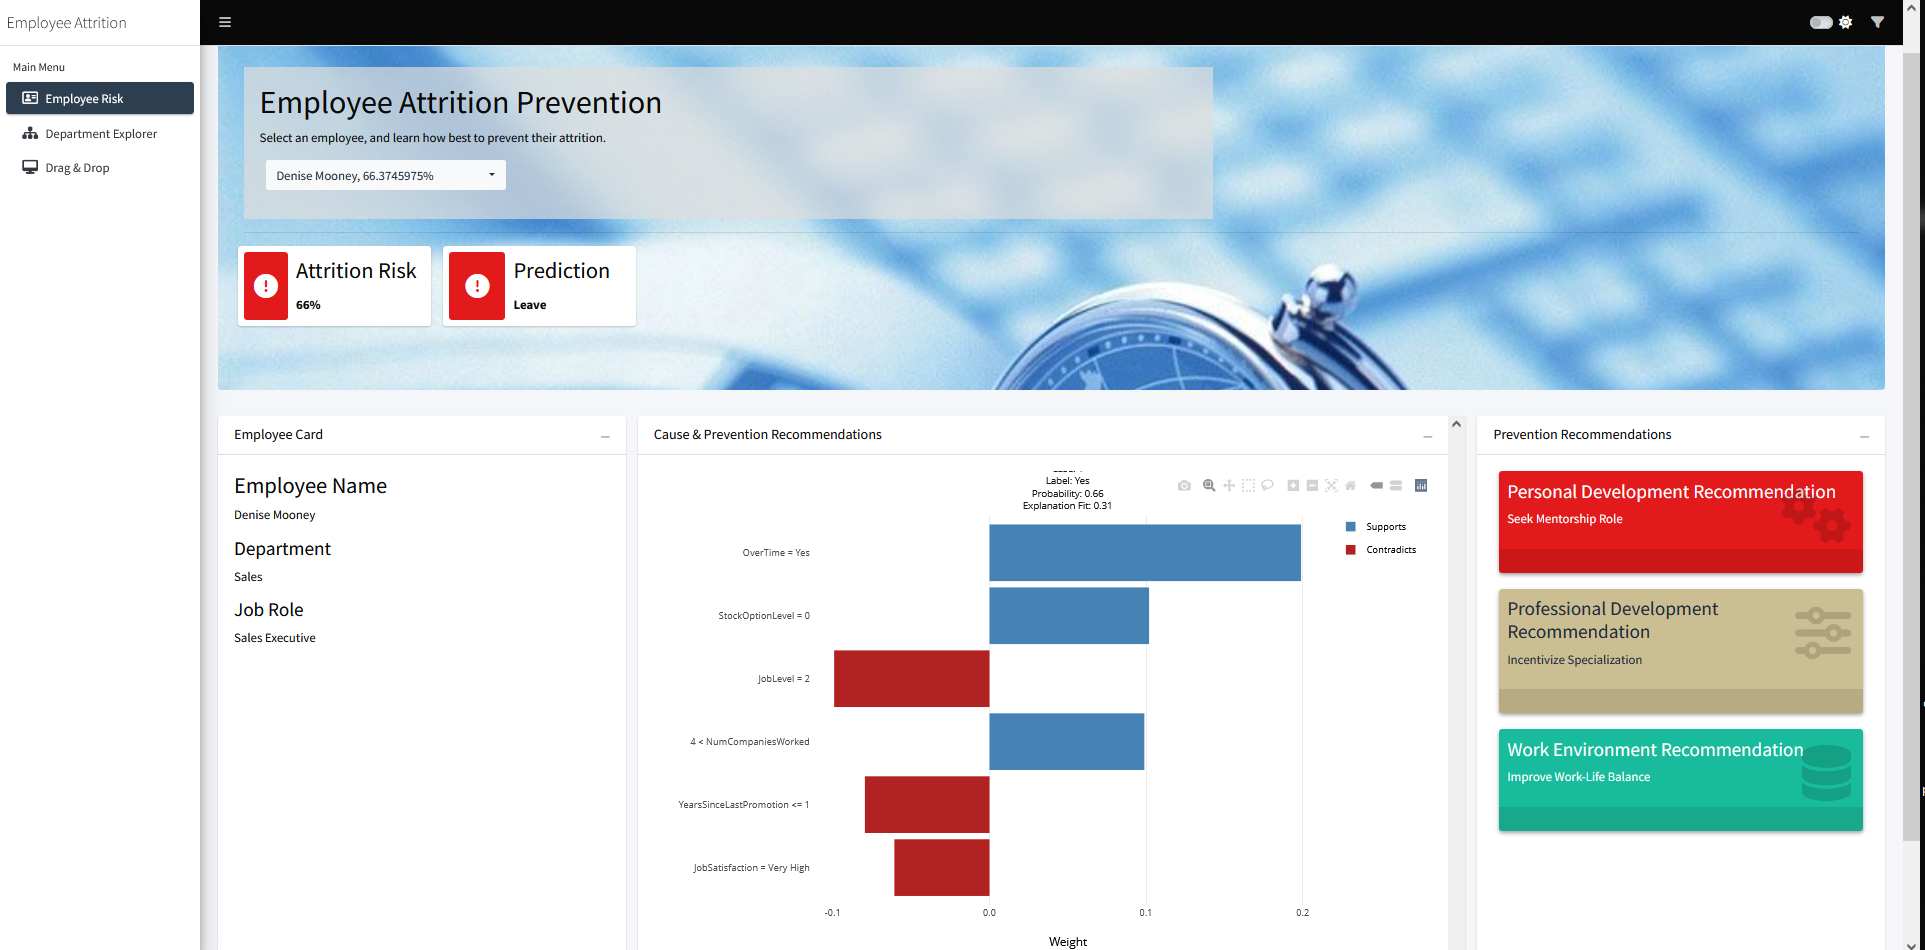 Employee Attrition
Main Menu
Employee Risk
Department Explorer
Drag & Drop
Employee Attrition Prevention
Select an employee, and learn how best to prevent their attrition.
Denise Mooney, 66.3745975%
Attrition Risk
66%
Prediction
Leave
Employee Card
Employee Name
Denise Mooney
Department
Sales
Job Role
Sales Executive
Cause & Prevention Recommendations
Label: Yes
Probability: 0.66
Explanation Fit: 0.31
Supports
Contradicts
OverTime = Yes
StockOptionLevel = 0
JobLevel = 2
4 < NumCompaniesWorked
YearsSinceLastPromotion <= 1
JobSatisfaction = Very High
-0.1 0.0 0.1 0.2
Weight
Prevention Recommendations
Personal Development Recommendation
Seek Mentorship Role
Professional Development
Recommendation
Incentivize Specialization
Work Environment Recommendation
Improve Work-Life Balance